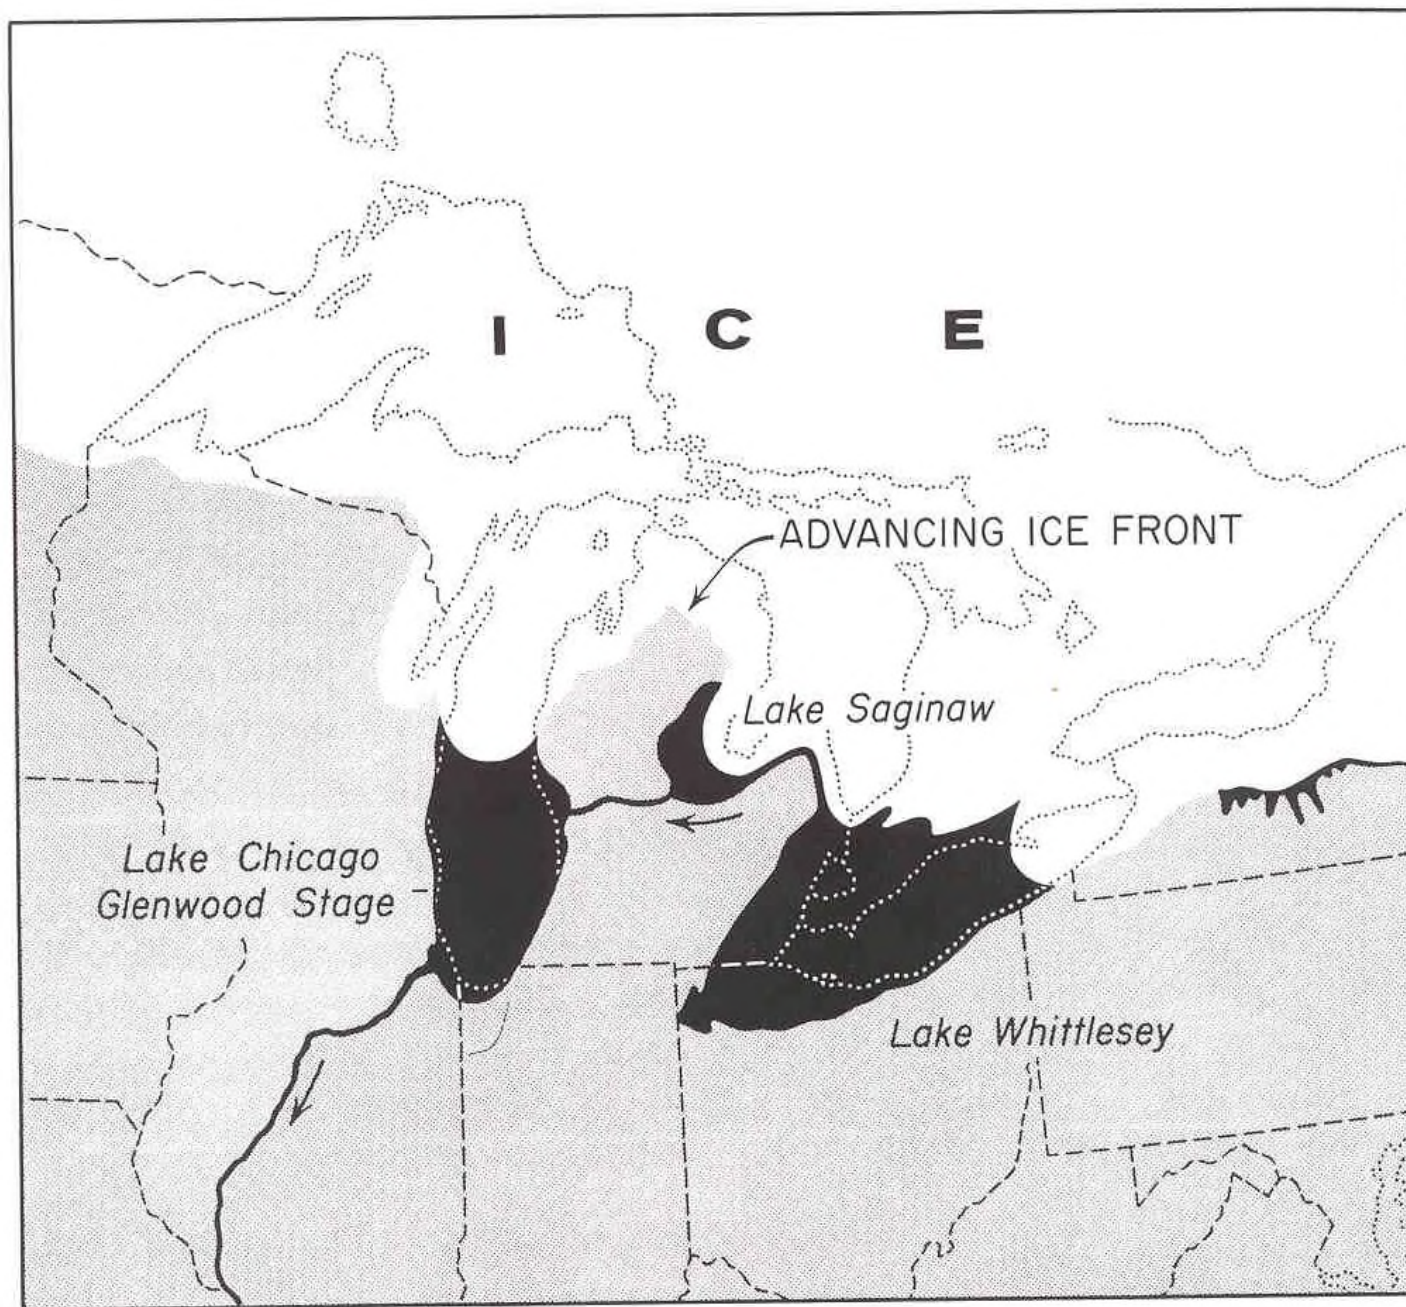 I C E
ADVANCING ICE FRONT
Lake Saginaw
Lake Chicago
Glenwood Stage
Lake Whittlesey